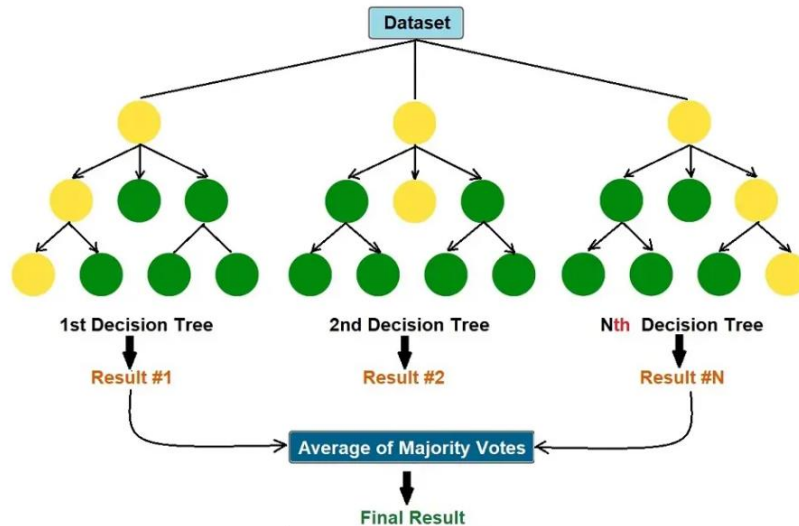 Dataset
1st Decision Tree
2nd Decision Tree
Nth Decision Tree
Result #1
Result #2
Result #N
Average of Majority Votes
Final Result